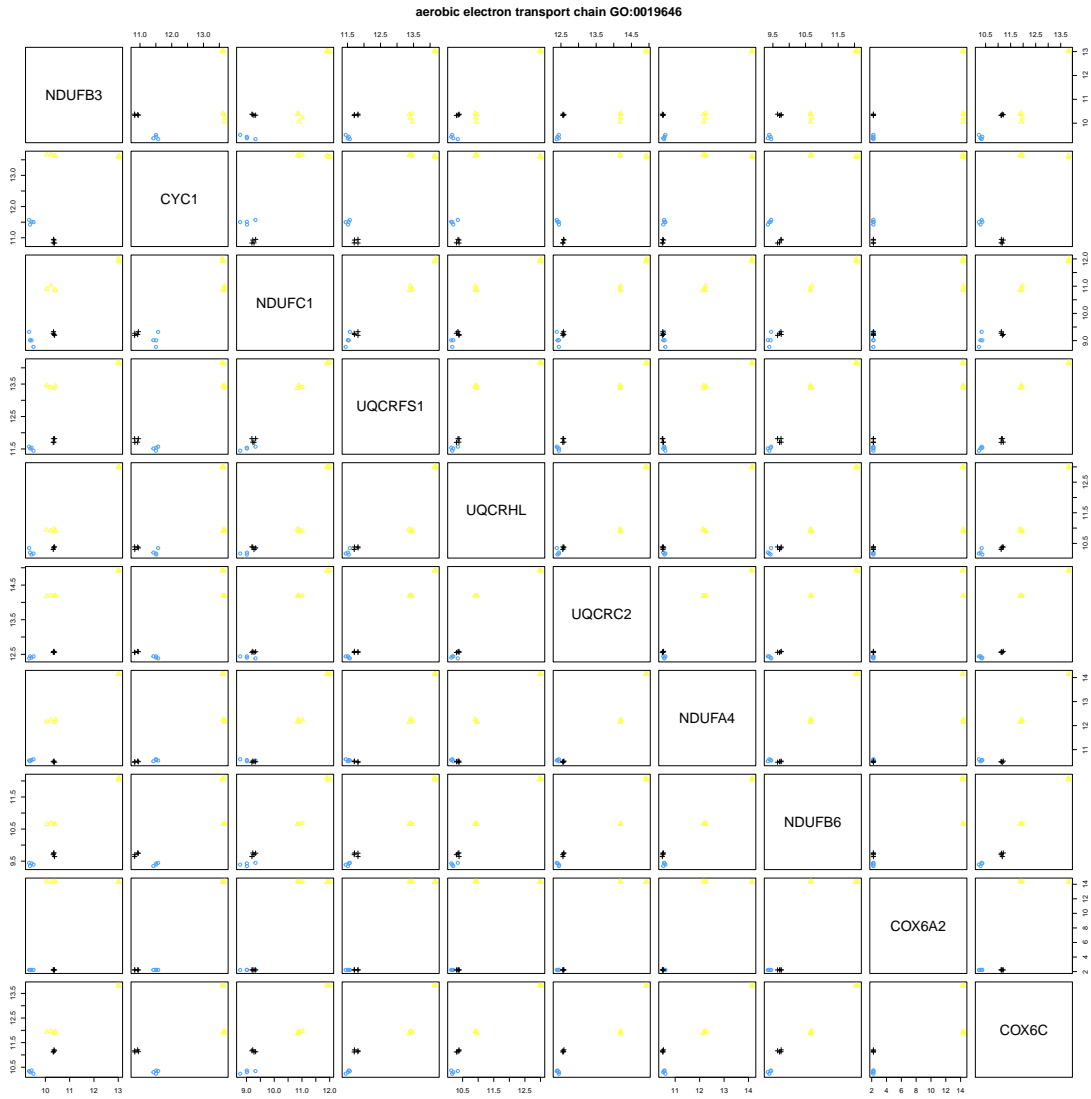 aerobic electron transport chain GO:0019646
11.0 12.0 13.0 11.5 12.5 13.5 12.5 13.5 14.5 9.5 10.5 11.5 10.5 11.5 12.5 13.5
NDUFB3
10 11 12 13
CYC1
11.0 12.0 13.0
NDUFC1
9.0 10.0 11.0 12.0
UQCRFS1
11.5 12.5 13.5
UQCRHL
10.5 11.5 12.5
UQCRC2
12.5 13.5 14.5
NDUFA4
11 12 13 14
NDUFB6
9.5 10.5 11.5
COX6A2
2 4 6 8 10 12 14
COX6C
10.5 11.5 12.5 13.5
10 11 12 13 9.0 10.0 11.0 12.0 10.5 11.5 12.5 11 12 13 14 2 4 6 8 10 12 14